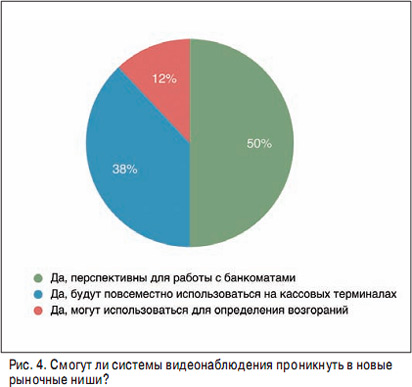 12%
50%
38%
Да, перспективны для работы с банкоматами
Да, будут повсеместно использоваться на кассовых терминалах
Да, могут использоваться для определения возгораний
Рис. 4. Смогут ли системы видеонаблюдения проникнуть в новые
рыночные ниши?